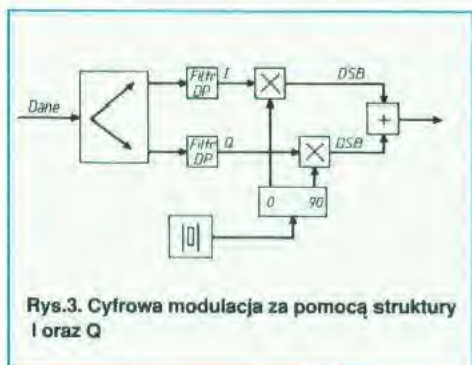 Filtr I
DP
DSB
Dane
+
Filtr Q
DP
DSB
0 90
Rys.3. Cyfrowa modulacja za pomocą struktury
I oraz Q